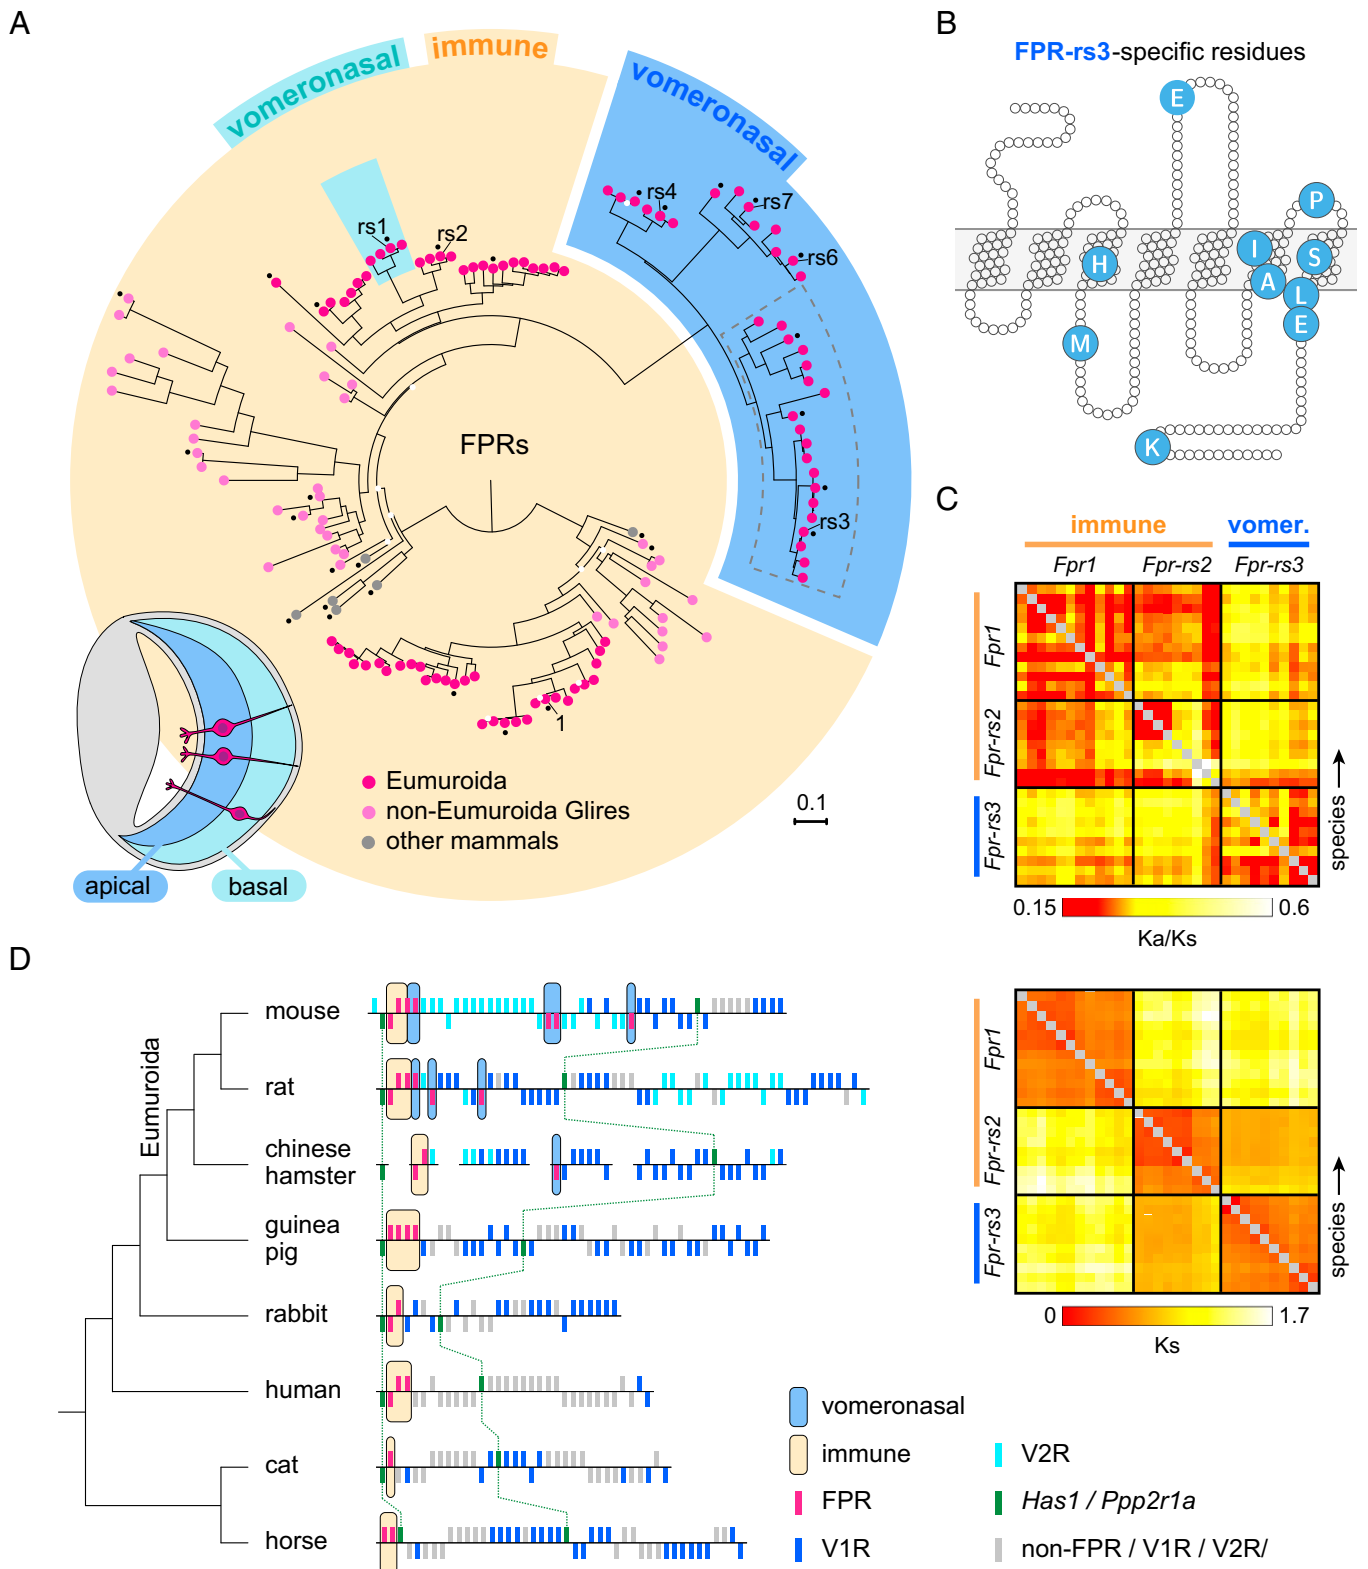 A
vomeronasal
immune
vomeronasal
rs1
rs2
rs4
rs7
rs6
rs3
1
FPRs
Eumuroida
non-Eumuroida Glires
other mammals
0.1
apical
basal
B
FPR-rs3-specific residues
E
P
I
S
H
A
L
E
M
K
C
immune
vomer.
Fpr1
Fpr-rs2
Fpr-rs3
Fpr1
Fpr-rs2
Fpr-rs3
species
0.15
0.6
Ka/Ks
Fpr1
Fpr-rs2
Fpr-rs3
species
0
1.7
Ks
D
Eumuroida
mouse
rat
chinese
hamster
guinea
pig
rabbit
human
cat
horse
vomeronasal
immune
FPR
V1R
V2R
Has1 / Ppp2r1a
non-FPR / V1R / V2R/